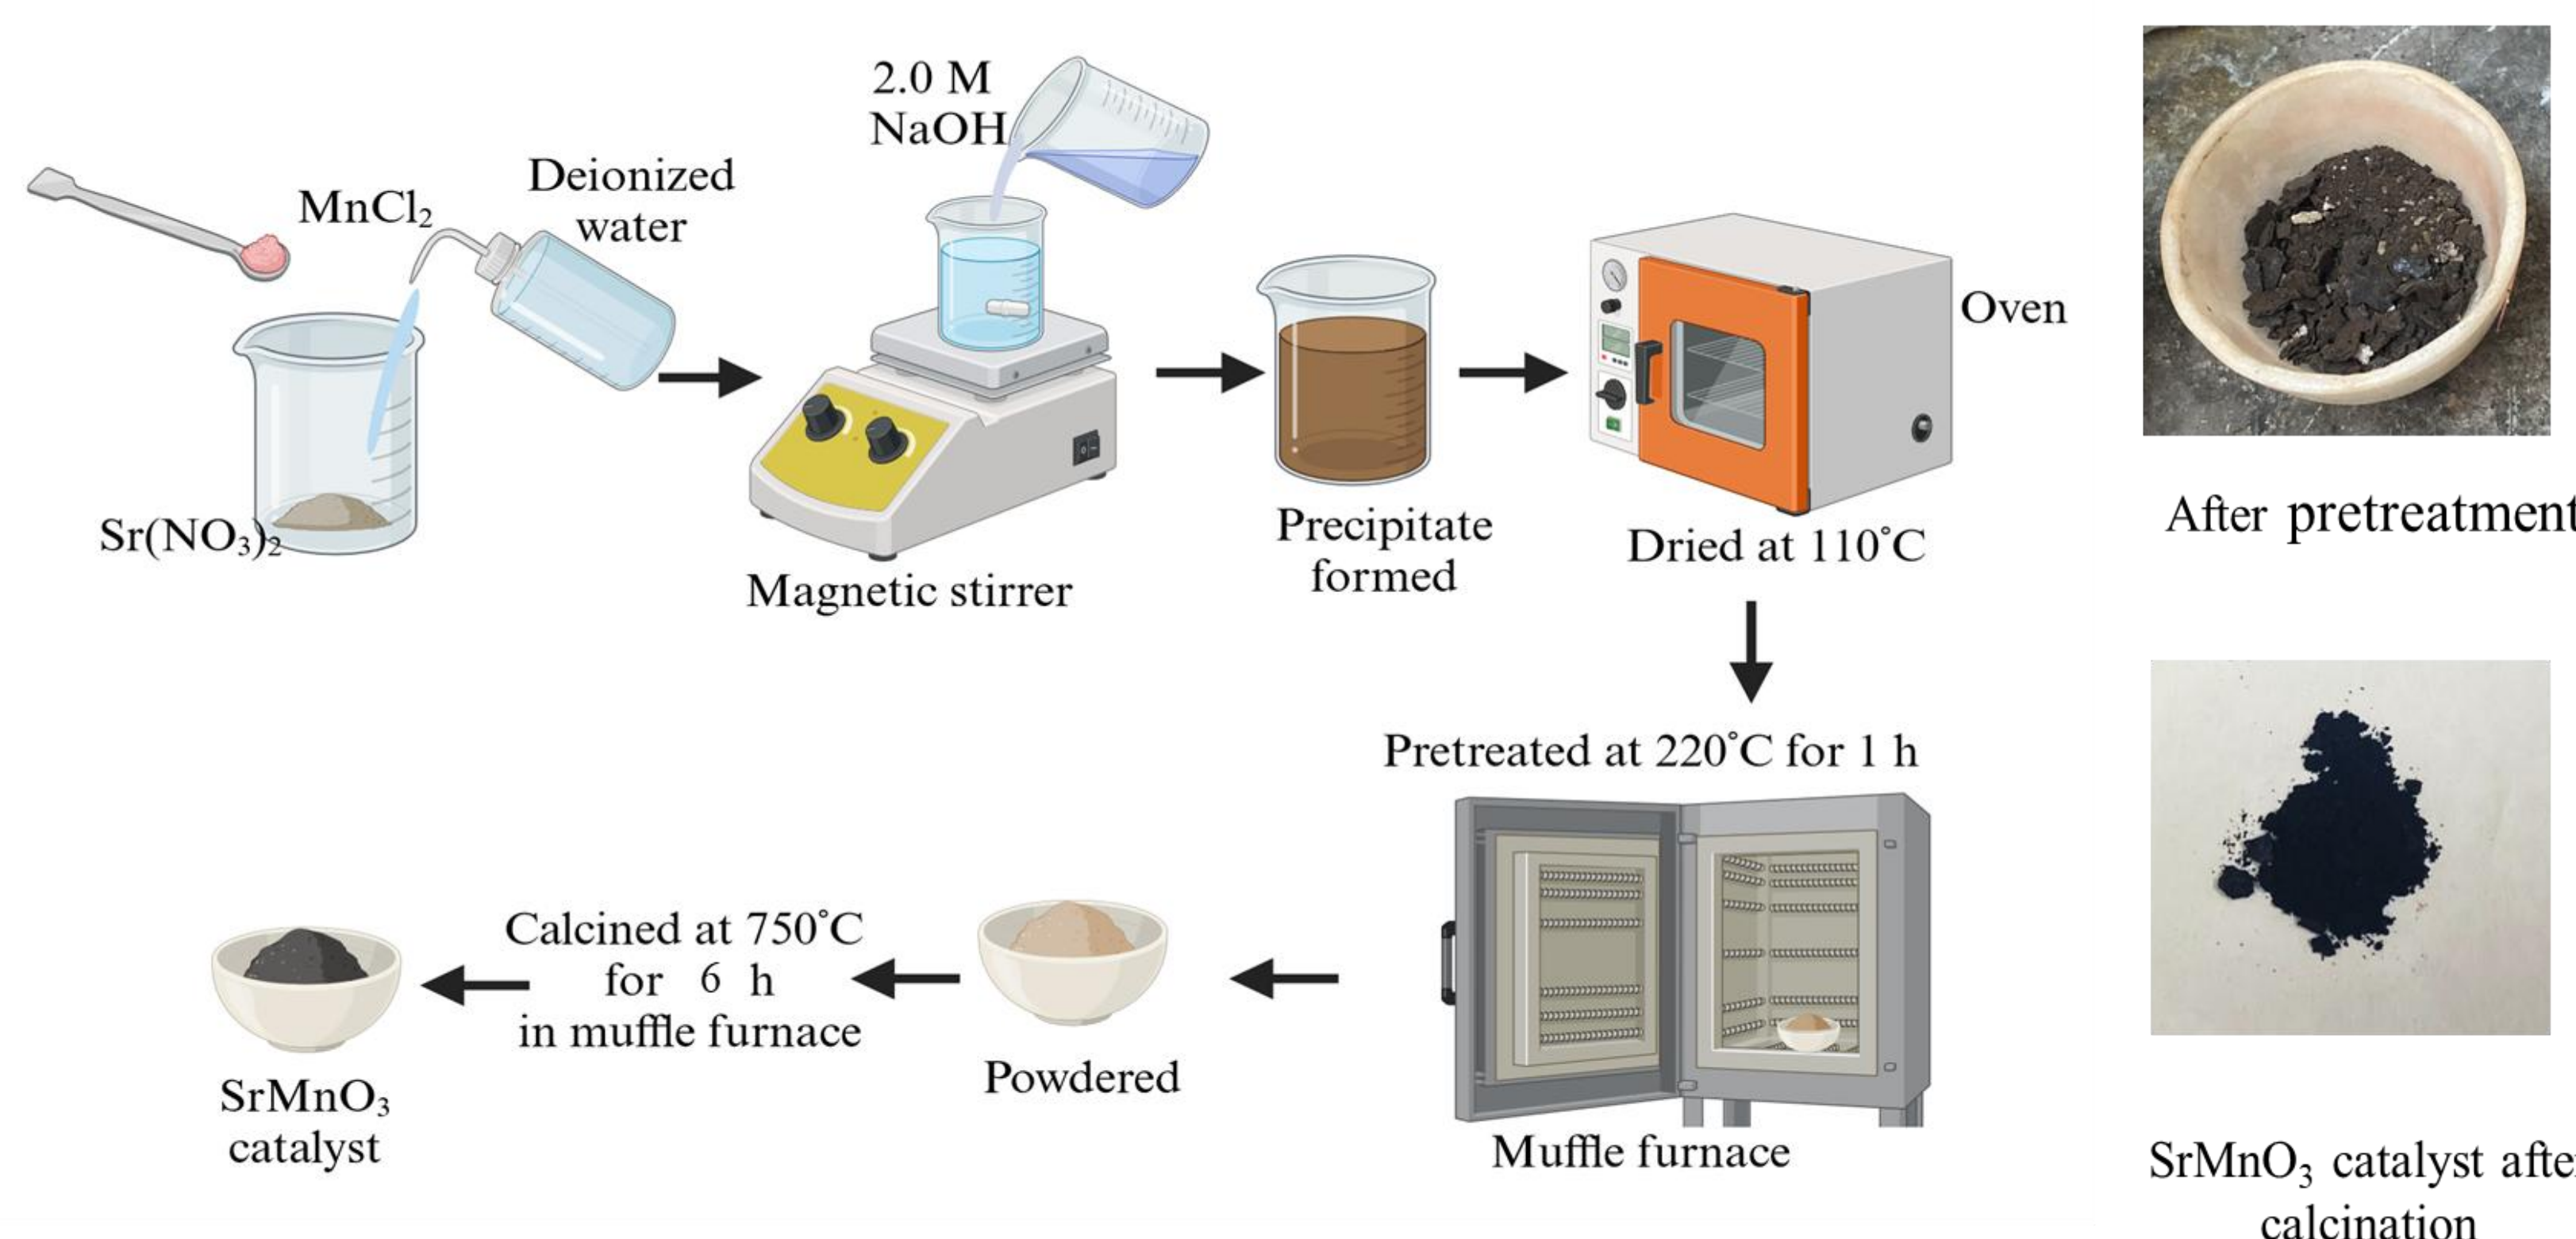 2.0 M
NaOH
Deionized
water
MnCl₂
Sr(NO₃)₂
Magnetic stirrer
Precipitate
formed
Oven
Dried at 110°C
After pretreatment
Pretreated at 220°C for 1 h
Muffle furnace
Powdered
Calcined at 750°C
for 6 h
in muffle furnace
SrMnO₃
catalyst
SrMnO₃ catalyst after
calcination